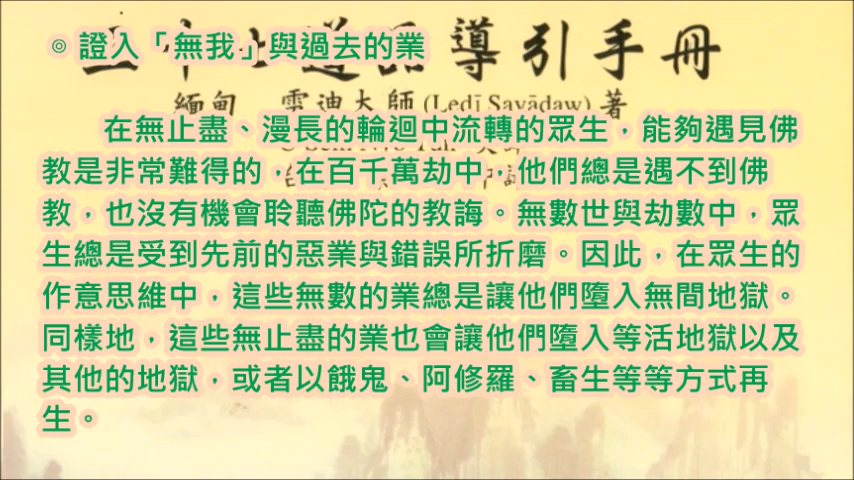 ◎ 證入「無我」與過去的業
導引手冊
緬甸 雷迪大師 (Ledī Sayādaw) 著
在無止盡、漫長的輪迴中流轉的眾生，能夠遇見佛
教是非常難得的，在百千萬劫中，他們總是遇不到佛
教，也沒有機會聆聽佛陀的教誨。無數世與劫數中，眾
生總是受到先前的惡業與錯誤所折磨。因此，在眾生的
作意思維中，這些無數的業總是讓他們墮入無間地獄。
同樣地，這些無止盡的業也會讓他們墮入等活地獄以及
其他的地獄，或者以餓鬼、阿修羅、畜生等等方式再
生。